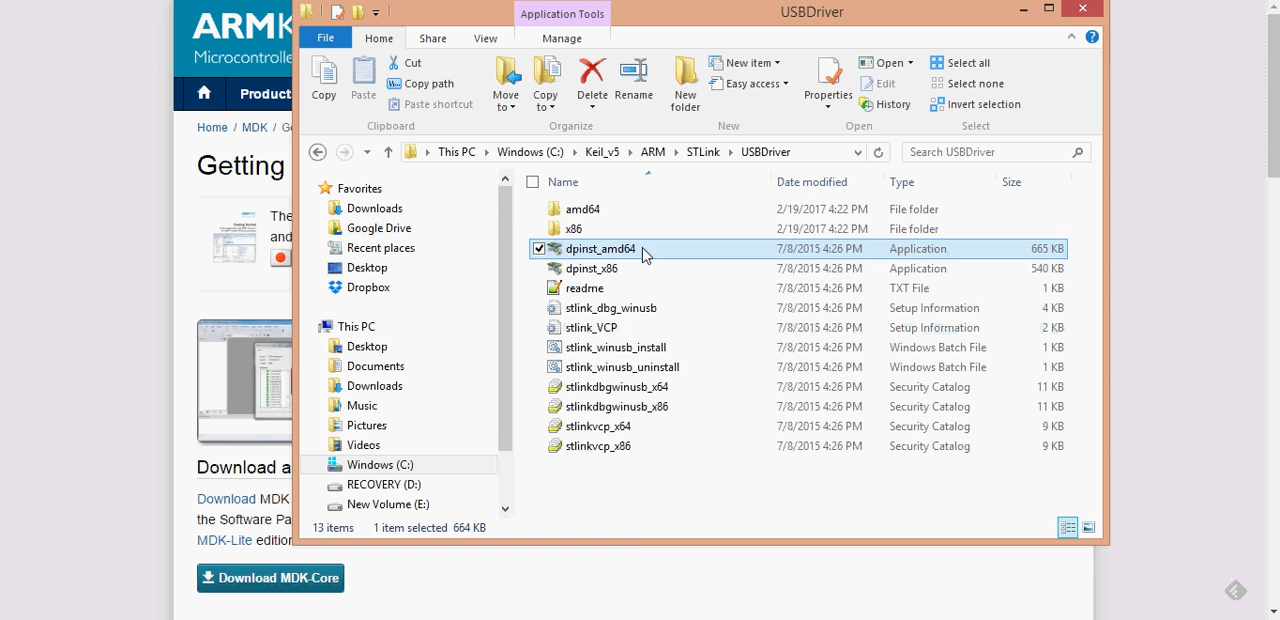 ARMK
Microcontrolle
Product
Home / MDK / G
Getting
The
and
Download a
Download MDK
the Software Pa
MDK-Lite edition
Download MDK-Core
Application Tools
USBDriver
File
Home
Share
View
Manage
Copy
Paste
Cut
Copy path
Paste shortcut
Clipboard
Move to
Copy to
Delete
Rename
Organize
New folder
New item
Easy access
New
Properties
Open
Edit
History
Open
Select all
Select none
Invert selection
Select
This PC
Windows (C:)
Keil_v5
ARM
STLink
USBDriver
Search USBDriver
Favorites
Downloads
Google Drive
Recent places
Desktop
Dropbox
This PC
Desktop
Documents
Downloads
Music
Pictures
Videos
Windows (C:)
RECOVERY (D:)
New Volume (E:)
Name Date modified Type Size
amd64 2/19/2017 4:22 PM File folder
x86 2/19/2017 4:22 PM File folder
dpinst_amd64 7/8/2015 4:26 PM Application 665 KB
dpinst_x86 7/8/2015 4:26 PM Application 540 KB
readme 7/8/2015 4:26 PM TXT File 1 KB
stlink_dbg_winusb 7/8/2015 4:26 PM Setup Information 4 KB
stlink_VCP 7/8/2015 4:26 PM Setup Information 2 KB
stlink_winusb_install 7/8/2015 4:26 PM Windows Batch File 1 KB
stlink_winusb_uninstall 7/8/2015 4:26 PM Windows Batch File 1 KB
stlinkdbgwinusb_x64 7/8/2015 4:26 PM Security Catalog 11 KB
stlinkdbgwinusb_x86 7/8/2015 4:26 PM Security Catalog 11 KB
stlinkvcp_x64 7/8/2015 4:26 PM Security Catalog 9 KB
stlinkvcp_x86 7/8/2015 4:26 PM Security Catalog 9 KB
13 items 1 item selected 664 KB